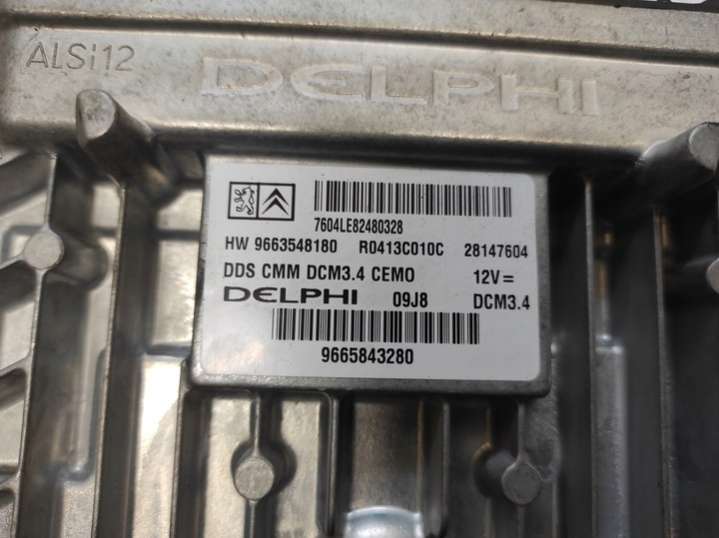 ALSi12 DELPHI
7604LE82480328
HW 9663548180 R0413C010C 28147604
DDS CMM DCM3.4 CEMO 12V=
DELPHI 09J8 DCM3.4
9665843280